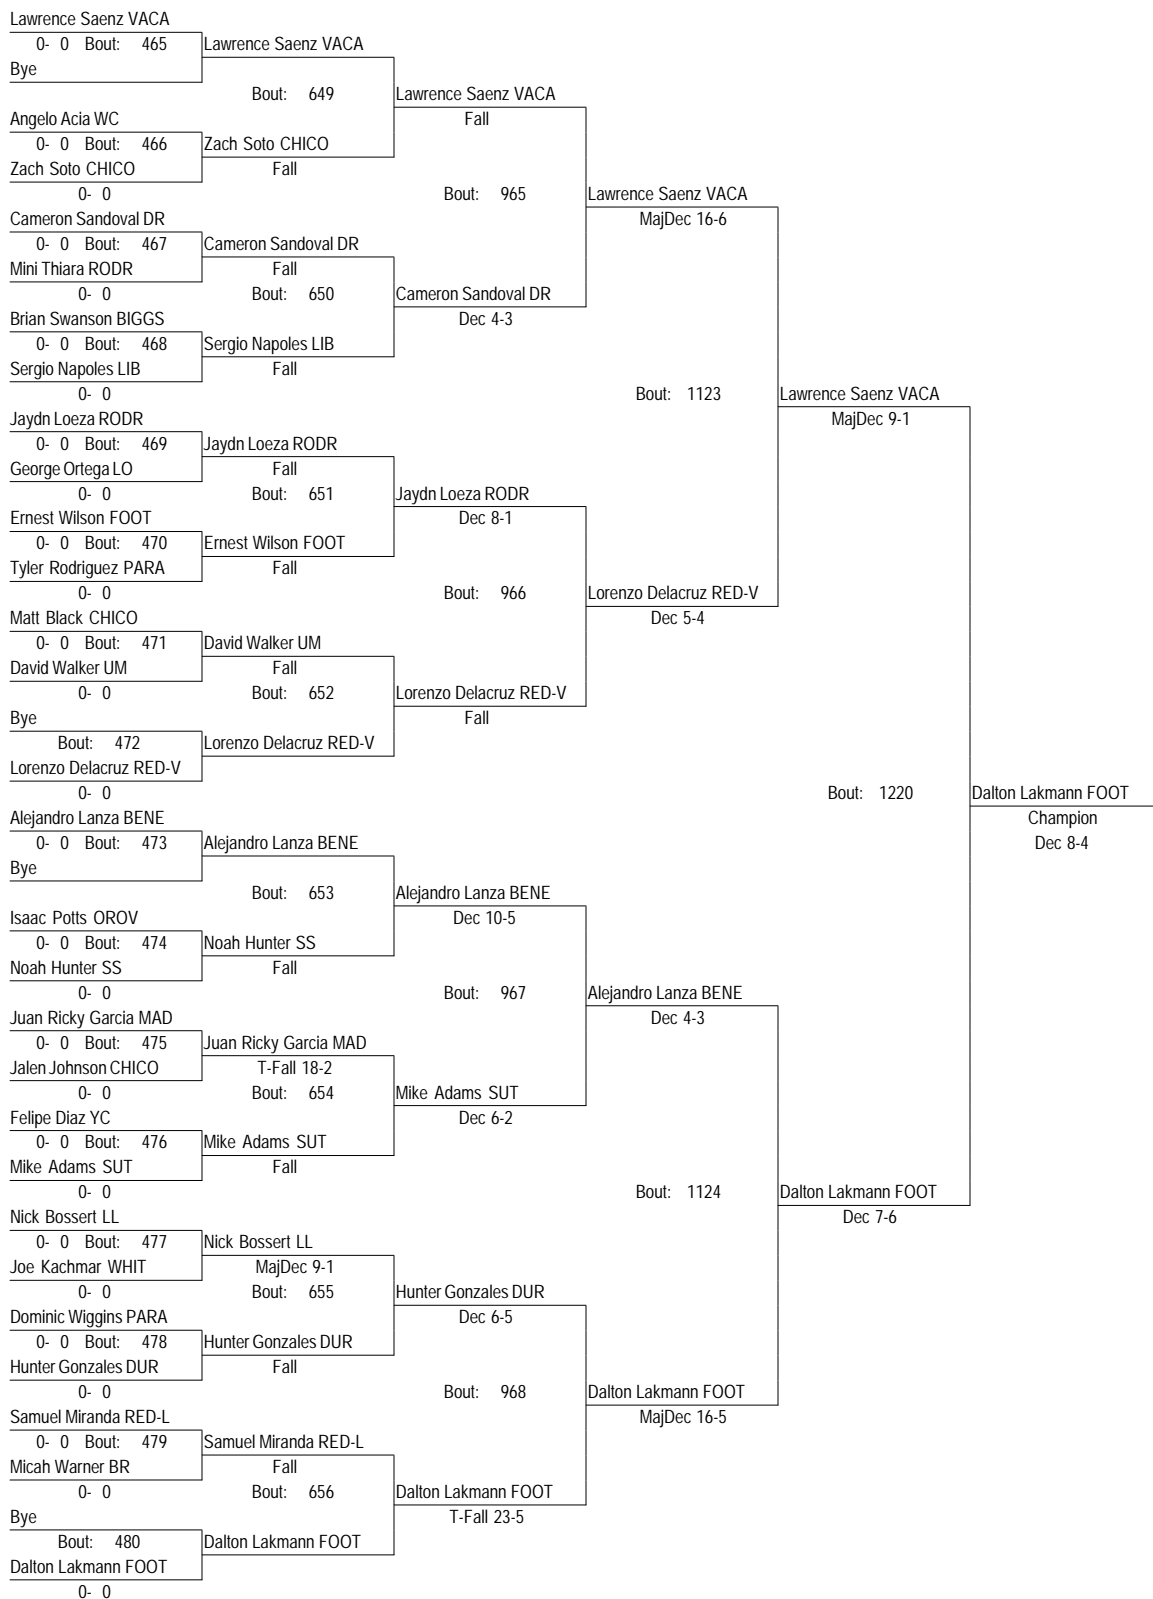 Lawrence Saenz VACA
0- 0 Bout: 465 Lawrence Saenz VACA
Bye
Bout: 649 Lawrence Saenz VACA
Angelo Acia WC Fall
0- 0 Bout: 466 Zach Soto CHICO
Zach Soto CHICO Fall
0- 0 Bout: 965 Lawrence Saenz VACA
Cameron Sandoval DR MajDec 16-6
0- 0 Bout: 467 Cameron Sandoval DR
Mini Thiara RODR Fall
0- 0 Bout: 650 Cameron Sandoval DR
Brian Swanson BIGGS Dec 4-3
0- 0 Bout: 468 Sergio Napoles LIB
Sergio Napoles LIB Fall
0- 0 Bout: 1123 Lawrence Saenz VACA
Jaydn Loeza RODR MajDec 9-1
0- 0 Bout: 469 Jaydn Loeza RODR
George Ortega LO Fall
0- 0 Bout: 651 Jaydn Loeza RODR
Ernest Wilson FOOT Dec 8-1
0- 0 Bout: 470 Ernest Wilson FOOT
Tyler Rodriguez PARA Fall
0- 0 Bout: 966 Lorenzo Delacruz RED-V
Matt Black CHICO Dec 5-4
0- 0 Bout: 471 David Walker UM
David Walker UM Fall
0- 0 Bout: 652 Lorenzo Delacruz RED-V
Bye Fall
Bout: 472 Lorenzo Delacruz RED-V
Lorenzo Delacruz RED-V
0- 0 Bout: 1220 Dalton Lakmann FOOT
Alejandro Lanza BENE Champion
0- 0 Bout: 473 Alejandro Lanza BENE Dec 8-4
Bye
Bout: 653 Alejandro Lanza BENE
Isaac Potts OROV Dec 10-5
0- 0 Bout: 474 Noah Hunter SS
Noah Hunter SS Fall
0- 0 Bout: 967 Alejandro Lanza BENE
Juan Ricky Garcia MAD Dec 4-3
0- 0 Bout: 475 Juan Ricky Garcia MAD
Jalen Johnson CHICO T-Fall 18-2
0- 0 Bout: 654 Mike Adams SUT
Felipe Diaz YC Dec 6-2
0- 0 Bout: 476 Mike Adams SUT
Mike Adams SUT Fall
0- 0 Bout: 1124 Dalton Lakmann FOOT
Nick Bossert LL Dec 7-6
0- 0 Bout: 477 Nick Bossert LL
Joe Kachmar WHIT MajDec 9-1
0- 0 Bout: 655 Hunter Gonzales DUR
Dominic Wiggins PARA Dec 6-5
0- 0 Bout: 478 Hunter Gonzales DUR
Hunter Gonzales DUR Fall
0- 0 Bout: 968 Dalton Lakmann FOOT
Samuel Miranda RED-L MajDec 16-5
0- 0 Bout: 479 Samuel Miranda RED-L
Micah Warner BR Fall
0- 0 Bout: 656 Dalton Lakmann FOOT
Bye T-Fall 23-5
Bout: 480 Dalton Lakmann FOOT
Dalton Lakmann FOOT
0- 0